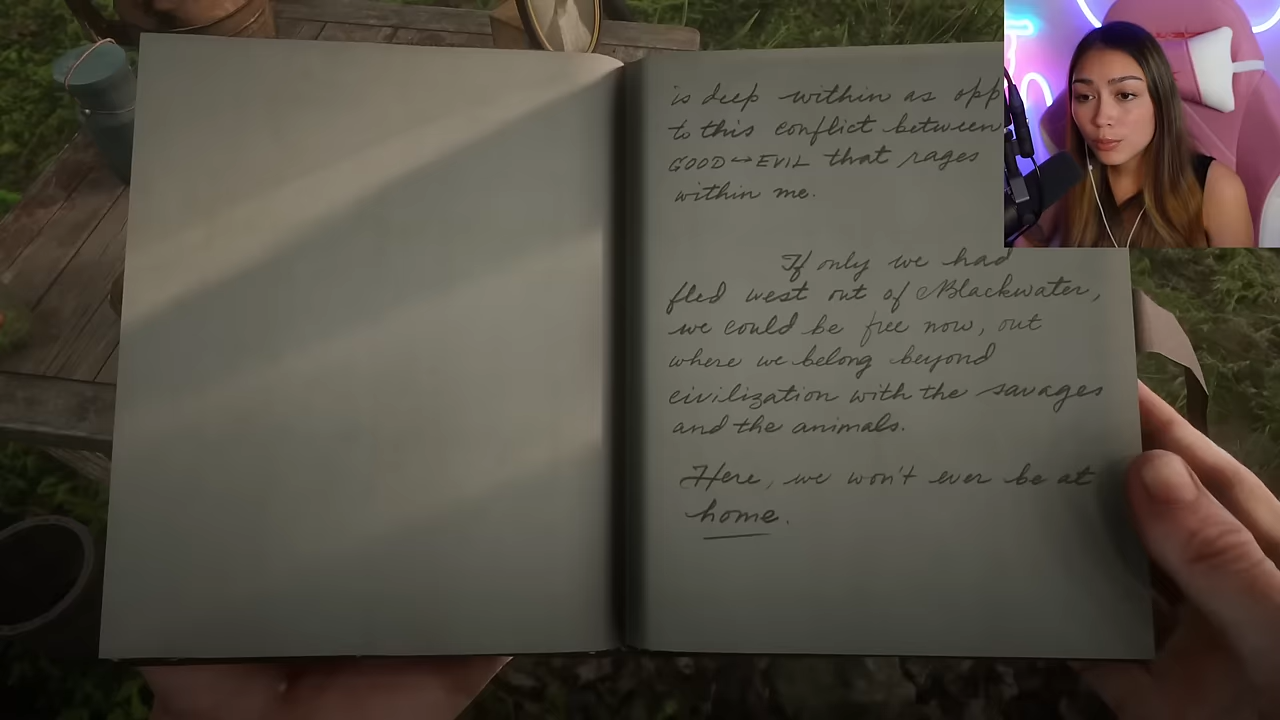 is deep within as opp
to this conflict between
GOOD ↔ EVIL that rages
within me.
If only we had
fled west out of Blackwater,
we could be free now, out
where we belong beyond
civilization with the savages
and the animals.
Here, we won't ever be at
home.